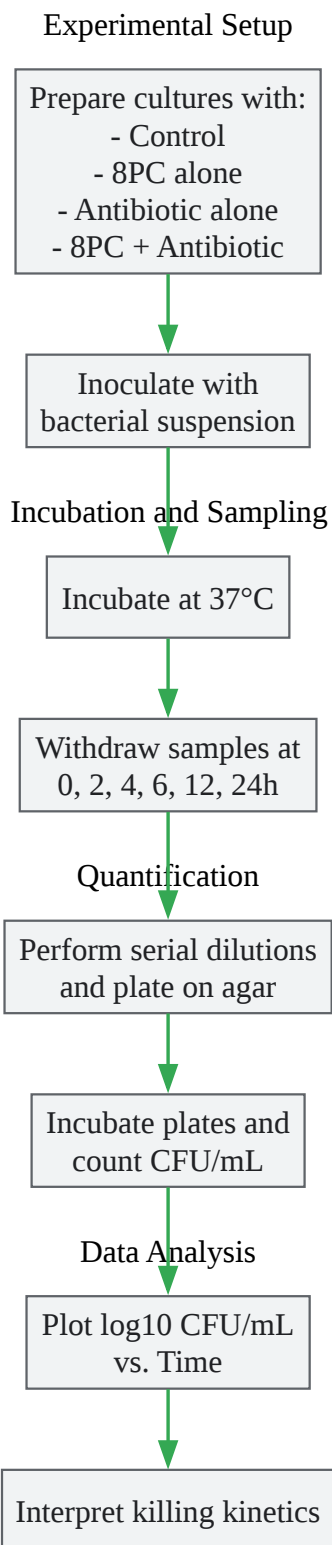 Experimental Setup
Prepare cultures with:
- Control
- 8PC alone
- Antibiotic alone
- 8PC + Antibiotic
Inoculate with
bacterial suspension
Incubation and Sampling
Incubate at 37°C
Withdraw samples at
0, 2, 4, 6, 12, 24h
Quantification
Perform serial dilutions
and plate on agar
Incubate plates and
count CFU/mL
Data Analysis
Plot log10 CFU/mL
vs. Time
Interpret killing kinetics